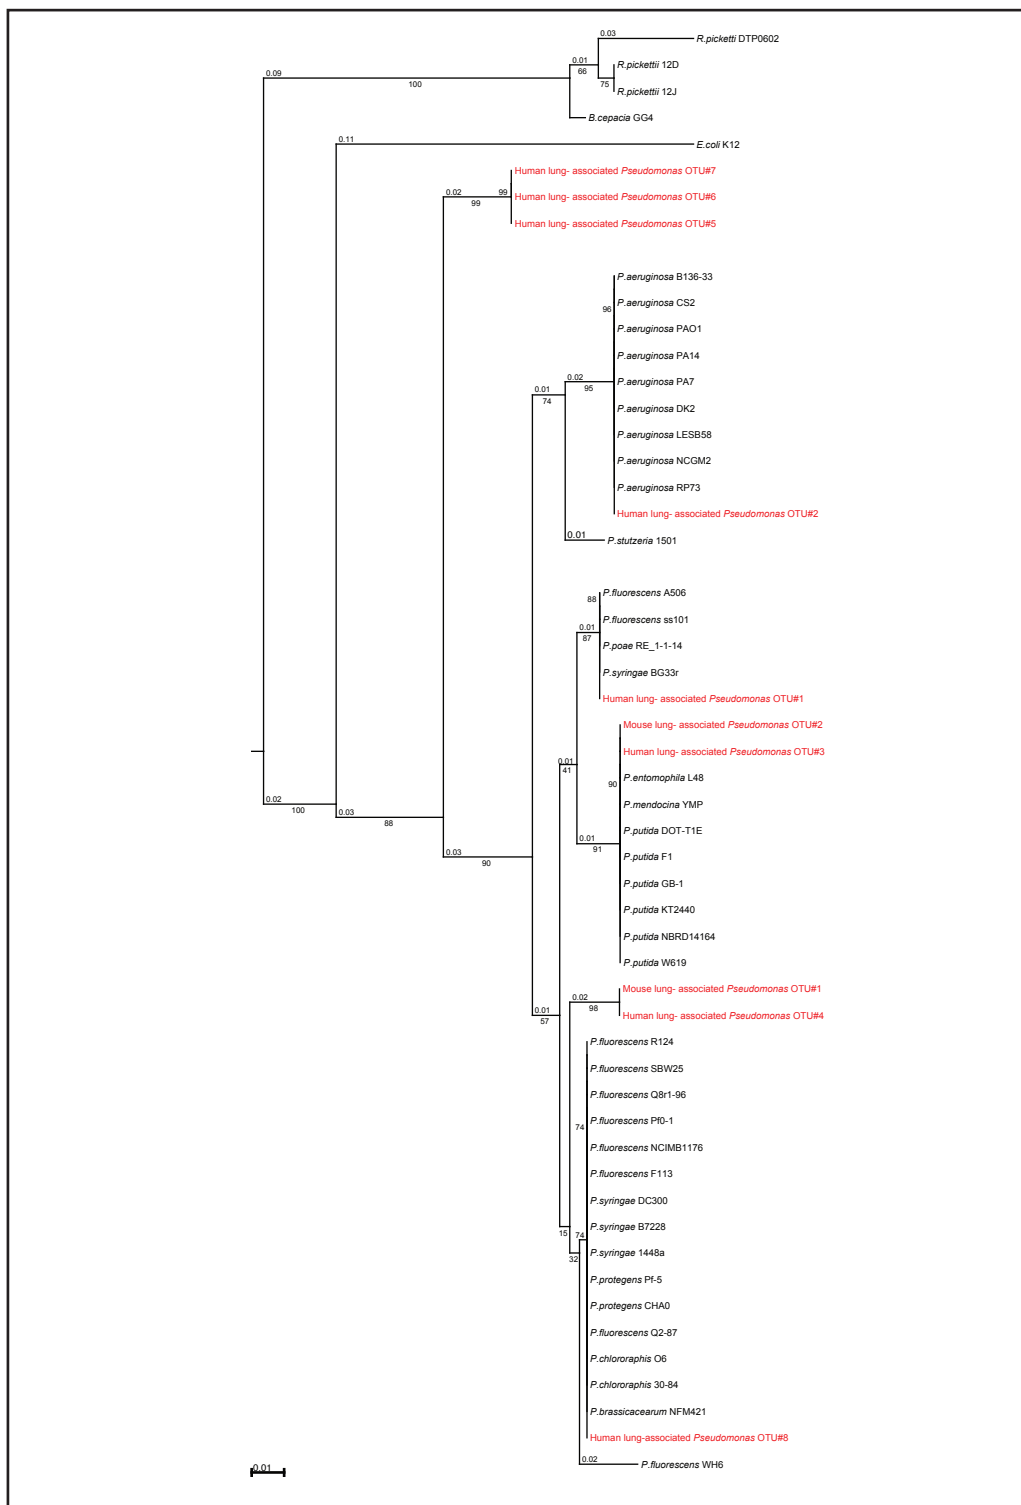 0.03
R.picketti DTP0602
0.01
R.pickettii 12D
66
0.09
75
100
R.pickettii 12J
B.cepacia GG4
0.11
E.coli K12
Human lung- associated Pseudomonas OTU#7
0.02
99
Human lung- associated Pseudomonas OTU#6
99
Human lung- associated Pseudomonas OTU#5
P.aeruginosa B136-33
P.aeruginosa CS2
96
P.aeruginosa PAO1
P.aeruginosa PA14
0.02
P.aeruginosa PA7
95
0.01
74
P.aeruginosa DK2
P.aeruginosa LESB58
P.aeruginosa NCGM2
P.aeruginosa RP73
Human lung- associated Pseudomonas OTU#2
0.01
P.stutzeria 1501
P.fluorescens A506
88
P.fluorescens ss101
0.01
87
P.poae RE_1-1-14
P.syringae BG33r
Human lung- associated Pseudomonas OTU#1
Mouse lung- associated Pseudomonas OTU#2
Human lung- associated Pseudomonas OTU#3
0.01
41
P.entomophila L48
90
0.02
100
P.mendocina YMP
0.03
88
P.putida DOT-T1E
0.01
91
0.03
90
P.putida F1
P.putida GB-1
P.putida KT2440
P.putida NBRD14164
P.putida W619
Mouse lung- associated Pseudomonas OTU#1
0.02
98
0.01
57
Human lung- associated Pseudomonas OTU#4
P.fluorescens R124
P.fluorescens SBW25
P.fluorescens Q8r1-96
P.fluorescens Pf0-1
74
P.fluorescens NCIMB1176
P.fluorescens F113
P.syringae DC300
P.syringae B7228
15
74
P.syringae 1448a
32
P.protegens Pf-5
P.protegens CHA0
P.fluorescens Q2-87
P.chlororaphis O6
P.chlororaphis 30-84
P.brassicacearum NFM421
Human lung-associated Pseudomonas OTU#8
0.02
P.fluorescens WH6
0.01